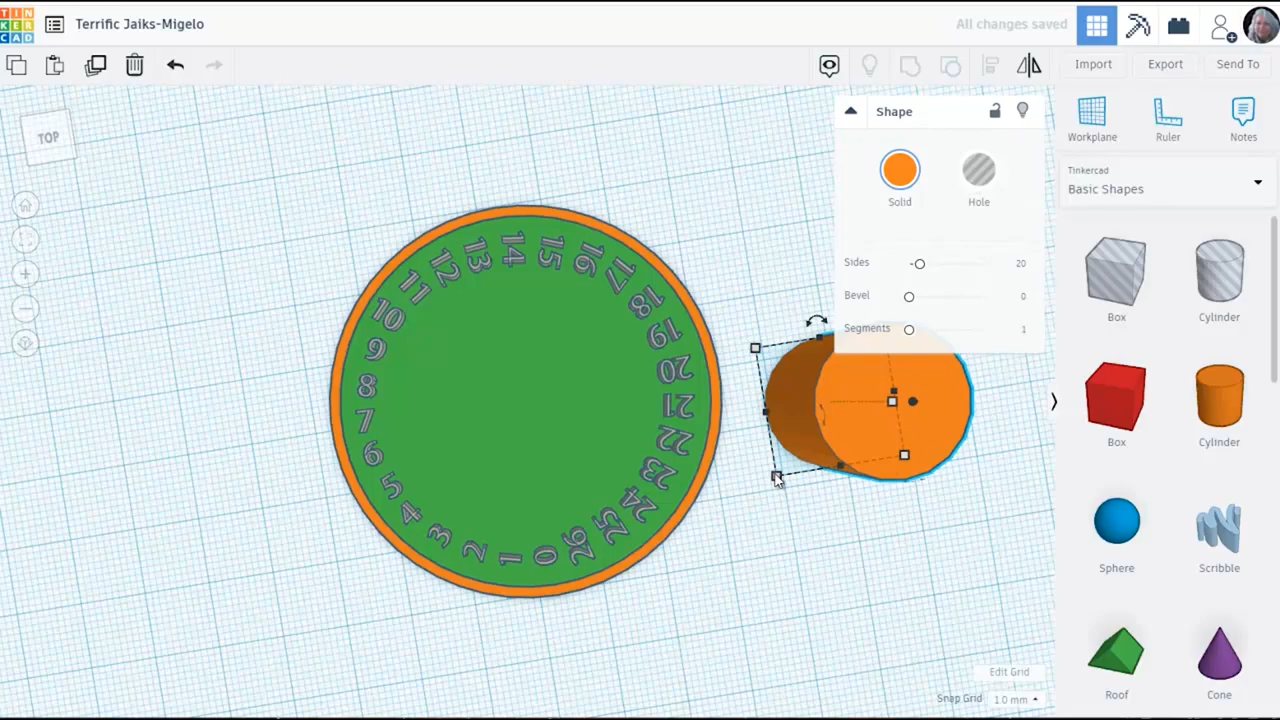 TIN
KER
CAD
Terrific Jaiks-Migelo
All changes saved
Import
Export
Send To
TOP
Shape
Solid
Hole
Sides
20
Bevel
0
Segments
1
Workplane
Ruler
Notes
Tinkercad
Basic Shapes
Box
Cylinder
Box
Cylinder
Sphere
Scribble
Roof
Cone
0 1 2 3 4 5 6 7 8 9 10 11 12 13 14 15 16 17 18 19 20 21 22 23 24 25 26
Edit Grid
Snap Grid 1.0 mm